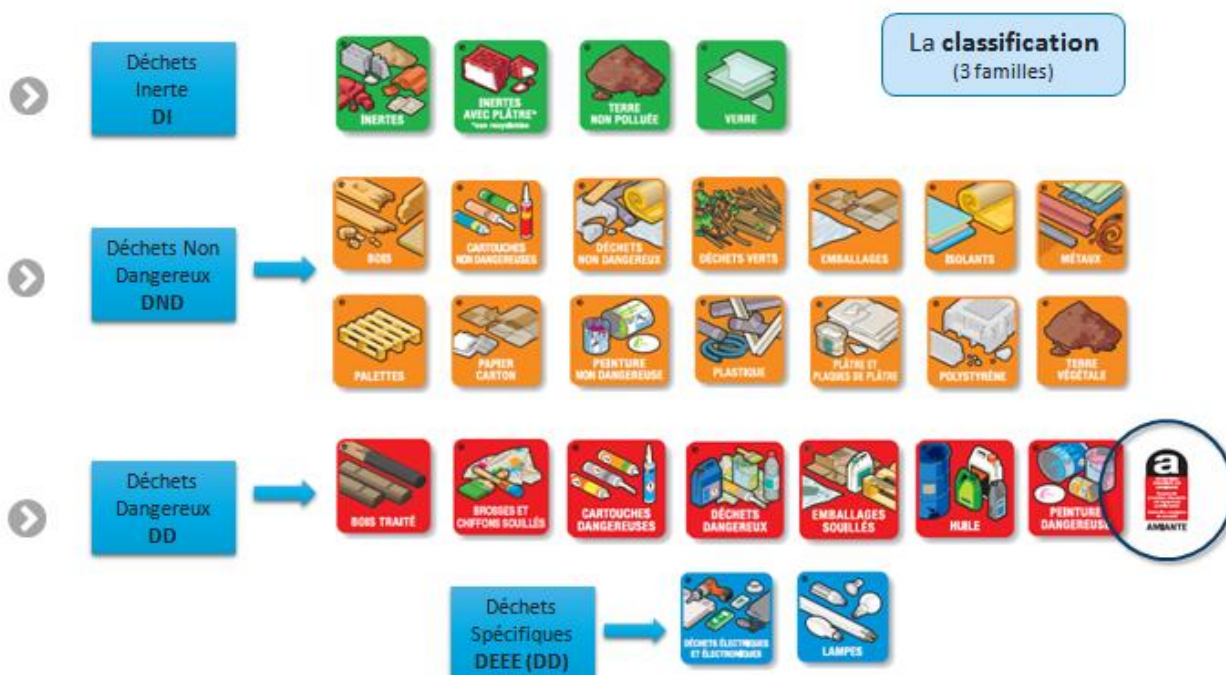 La classification
(3 familles)
Déchets
Inerte
DI
INERTES
INERTES
AVEC PLÂTRE*
*non recyclables
TERRE
NON POLLUÉE
VERRE
Déchets Non
Dangereux
DND
BOIS
CARTOUCHES
NON DANGEREUSES
DÉCHETS
NON DANGEREUX
DÉCHETS VERTS
EMBALLAGES
ISOLANTS
MÉTAUX
PALETTES
PAPIER
CARTON
PEINTURE
NON DANGEREUSE
PLASTIQUE
PLÂTRE ET
PLAQUES DE PLÂTRE
POLYSTYRÈNE
TERRE
VÉGÉTALE
Déchets
Dangereux
DD
BOIS TRAITÉ
BROSSES ET
CHIFFONS SOUILLÉS
CARTOUCHES
DANGEREUSES
DÉCHETS
DANGEREUX
EMBALLAGES
SOUILLÉS
HUILE
PEINTURE
DANGEREUSE
a
AMIANTE
Déchets
Spécifiques
DEEE (DD)
DÉCHETS ÉLECTRIQUES
ET ÉLECTRONIQUES
LAMPES